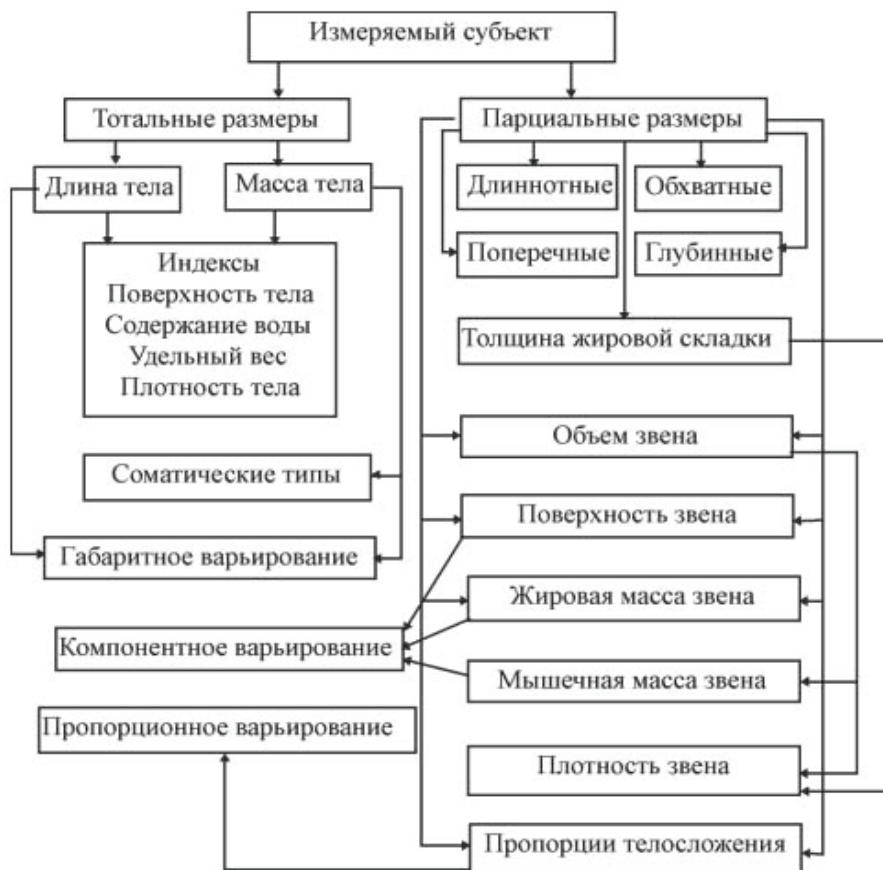 Измеряемый субъект
Тотальные размеры
Парциальные размеры
Длина тела
Масса тела
Длиннотные
Обхватные
Поперечные
Глубинные
Индексы
Поверхность тела
Содержание воды
Удельный вес
Плотность тела
Толщина жировой складки
Объем звена
Соматические типы
Поверхность звена
Габаритное варьирование
Жировая масса звена
Компонентное варьирование
Мышечная масса звена
Пропорционное варьирование
Плотность звена
Пропорции телосложения